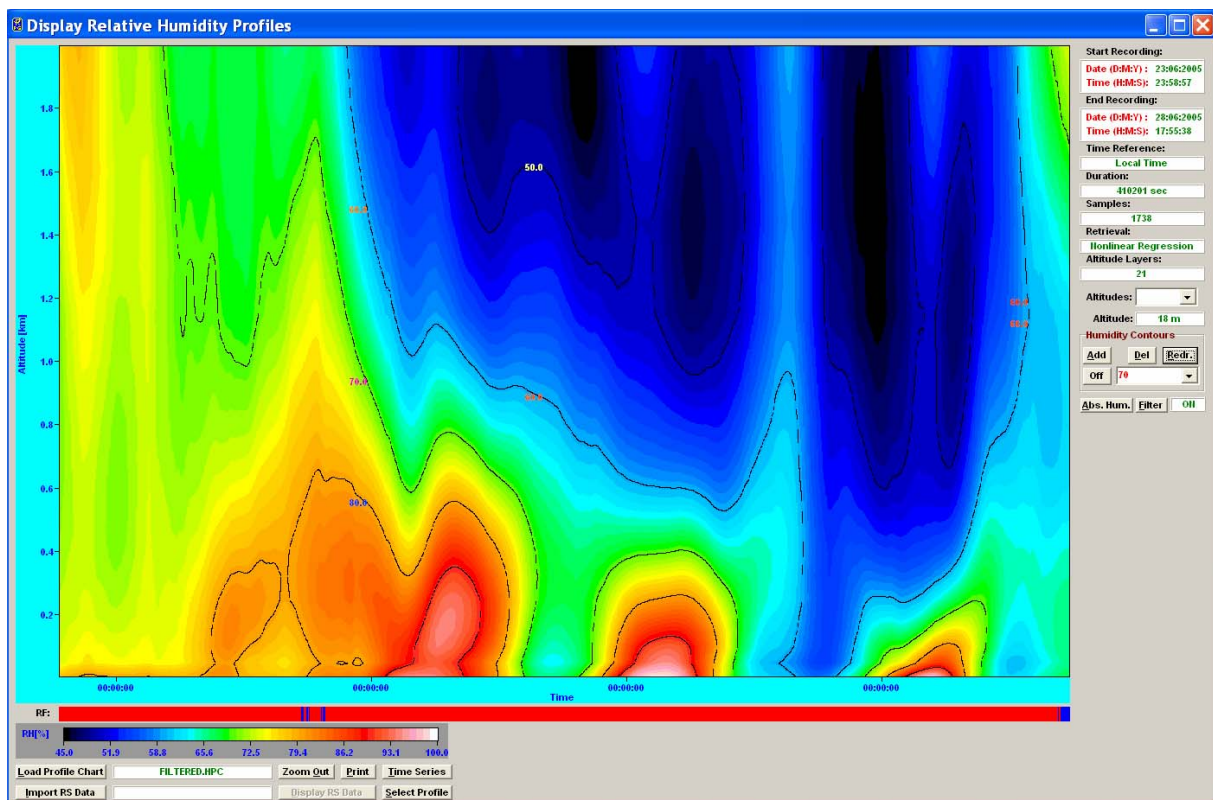 Display Relative Humidity Profiles
Start Recording:
Date (D:M:Y) : 23:06:2005
Time (H:M:S): 23:58:57
End Recording:
Date (D:M:Y) : 28:06:2005
Time (H:M:S): 17:55:38
Time Reference:
Local Time
Duration:
410201 sec
Samples:
1738
Retrieval:
Nonlinear Regression
Altitude Layers:
21
Altitudes:
Altitude: 18 m
Humidity Contours
Add Del Redr.
Off 70
Abs. Hum. Filter ON
Altitude [km]
1.8
1.6
1.4
1.2
1.0
0.8
0.6
0.4
0.2
50.0
60.0
60.0
60.0
70.0
60.0
80.0
00:00:00 00:00:00 00:00:00 00:00:00
Time
RF:
RH[%]
45.0 51.9 58.8 65.6 72.5 79.4 86.2 93.1 100.0
Load Profile Chart FILTERED.HPC Zoom Out Print Time Series
Import RS Data Display RS Data Select Profile